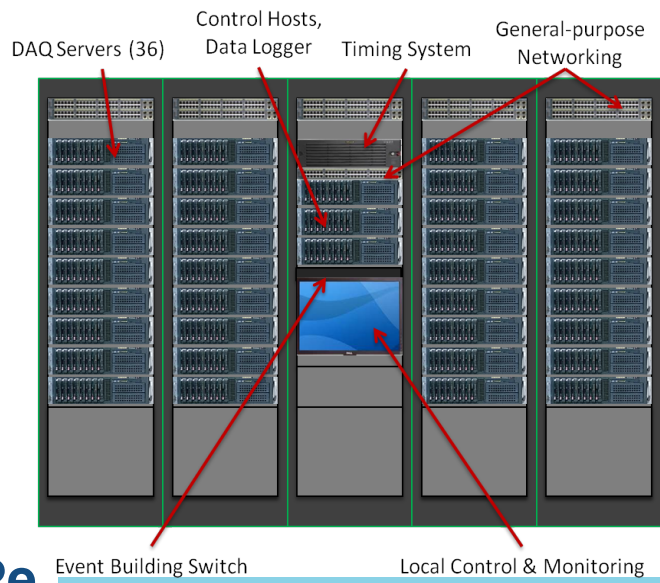 Control Hosts,
Data Logger
DAQ Servers (36)
Timing System
General-purpose
Networking
Event Building Switch
Local Control & Monitoring